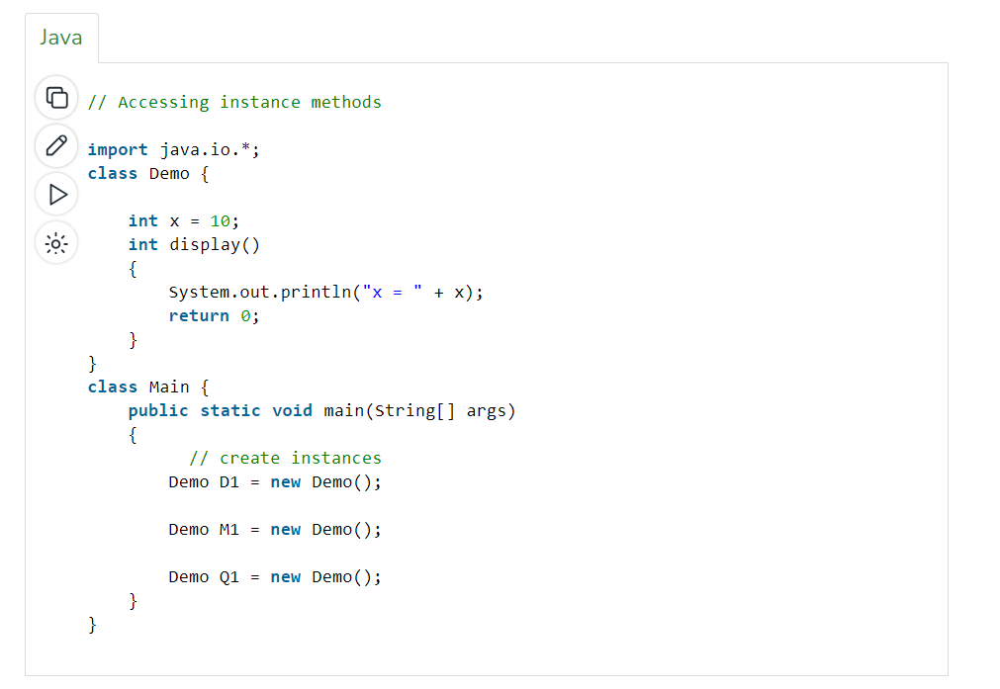 Java
// Accessing instance methods
import java.io.*;
class Demo {
int x = 10;
int display()
{
System.out.println("x = " + x);
return 0;
}
}
class Main {
public static void main(String[] args)
{
// create instances
Demo D1 = new Demo();
Demo M1 = new Demo();
Demo Q1 = new Demo();
}
}